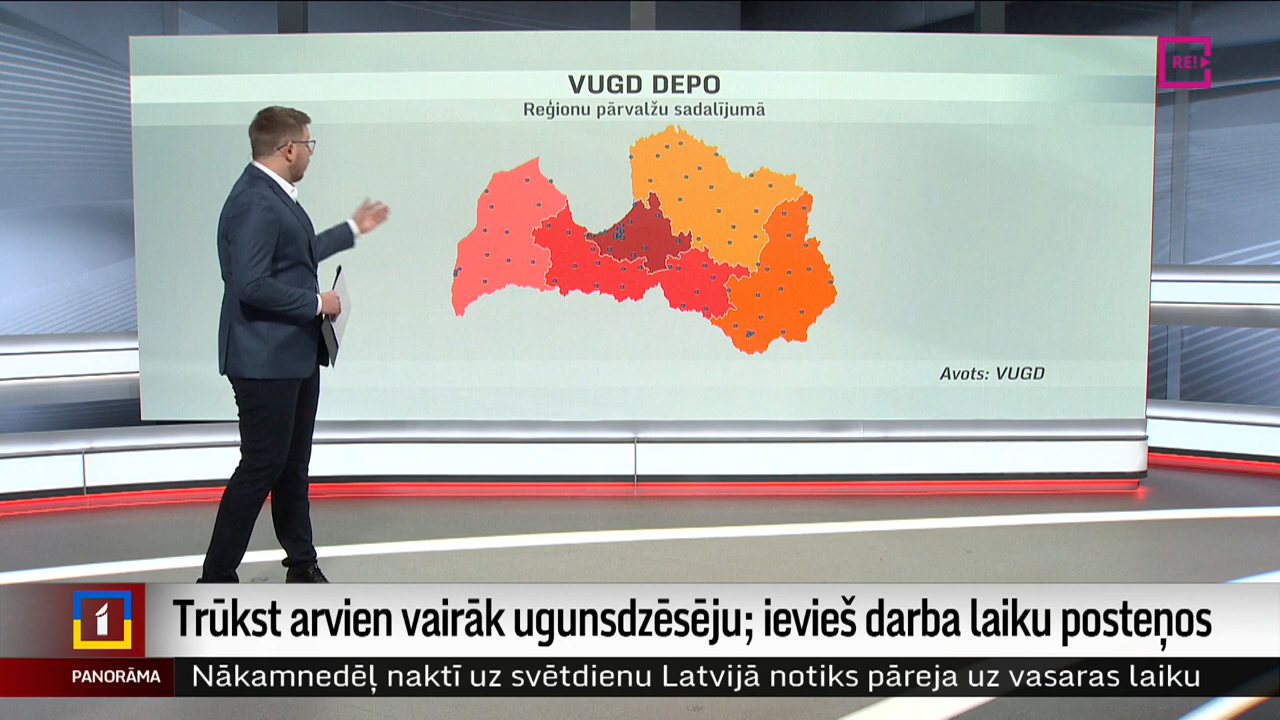 VUGD DEPO
RE!
Reģionu pārvalžu sadalījumā
Avots: VUGD
1
Trūkst arvien vairāk ugunsdzēsēju; ievieš darba laiku posteņos
PANORĀMA
Nākamnedēļ naktī uz svētdienu Latvijā notiks pāreja uz vasaras laiku